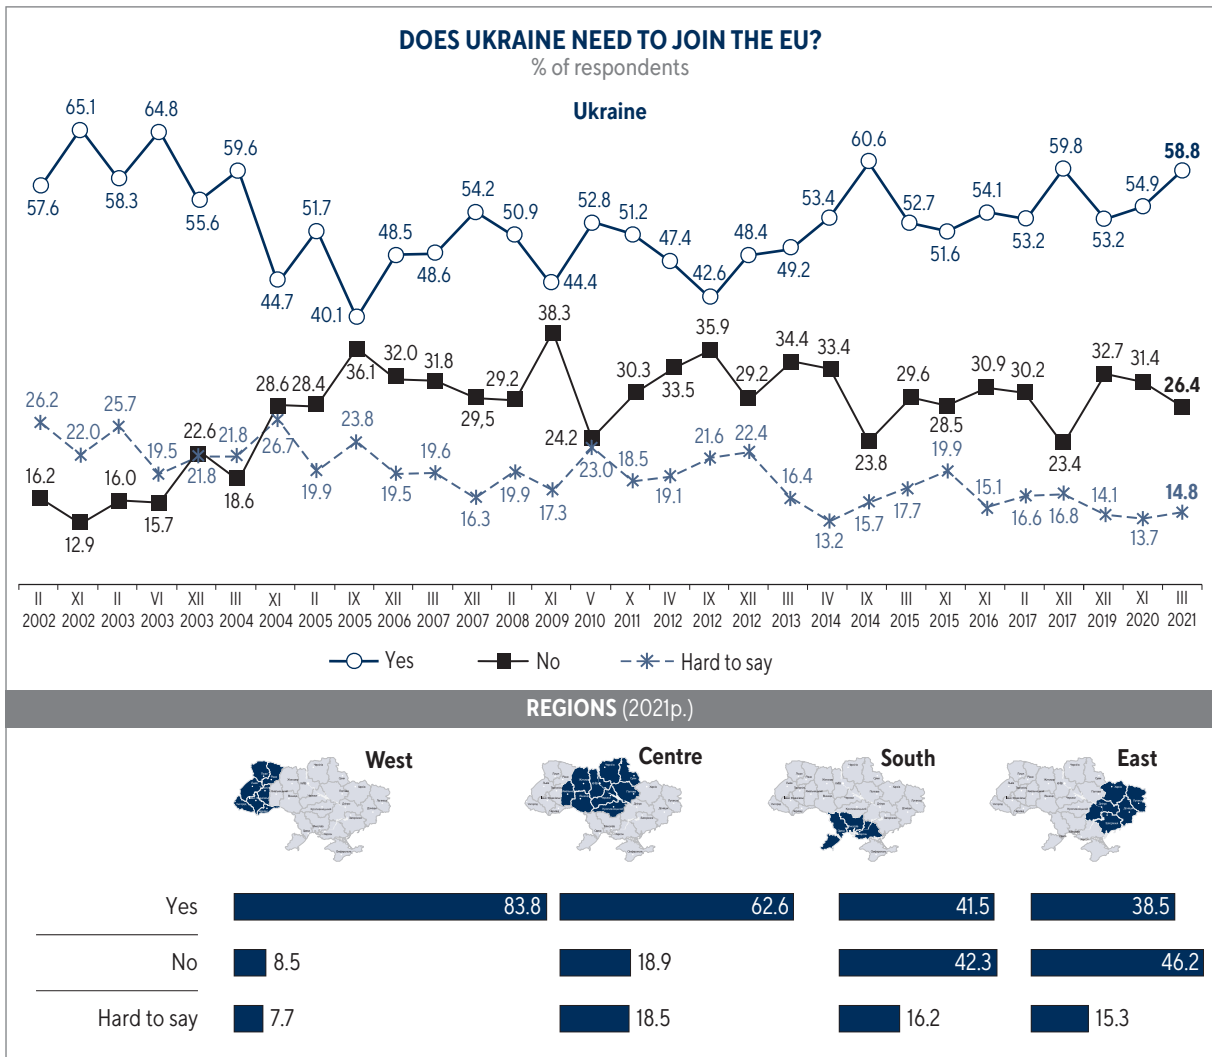 DOES UKRAINE NEED TO JOIN THE EU?
% of respondents
Ukraine
57.6 65.1 58.3 64.8 55.6 59.6 44.7 51.7 40.1 48.5 48.6 54.2 50.9 44.4 52.8 51.2 47.4 42.6 48.4 49.2 53.4 60.6 52.7 51.6 54.1 53.2 59.8 53.2 54.9 58.8
16.2 12.9 16.0 15.7 22.6 18.6 28.6 28.4 36.1 32.0 31.8 29,5 29.2 38.3 24.2 30.3 33.5 35.9 29.2 34.4 33.4 23.8 29.6 28.5 30.9 30.2 23.4 32.7 31.4 26.4
26.2 22.0 25.7 19.5 21.8 21.8 26.7 19.9 23.8 19.5 19.6 16.3 19.9 17.3 23.0 18.5 19.1 21.6 22.4 16.4 13.2 15.7 17.7 19.9 15.1 16.6 16.8 14.1 13.7 14.8
II XI II VI XII III XI II IX XII III XII II XI V X IV IX XII III IV IX III XI XI II XII XII XI III
2002 2002 2003 2003 2003 2004 2004 2005 2005 2006 2007 2007 2008 2009 2010 2011 2012 2012 2012 2013 2014 2014 2015 2015 2016 2017 2017 2019 2020 2021
Yes No Hard to say
REGIONS (2021р.)
West Centre South East
Yes 83.8 62.6 41.5 38.5
No 8.5 18.9 42.3 46.2
Hard to say 7.7 18.5 16.2 15.3